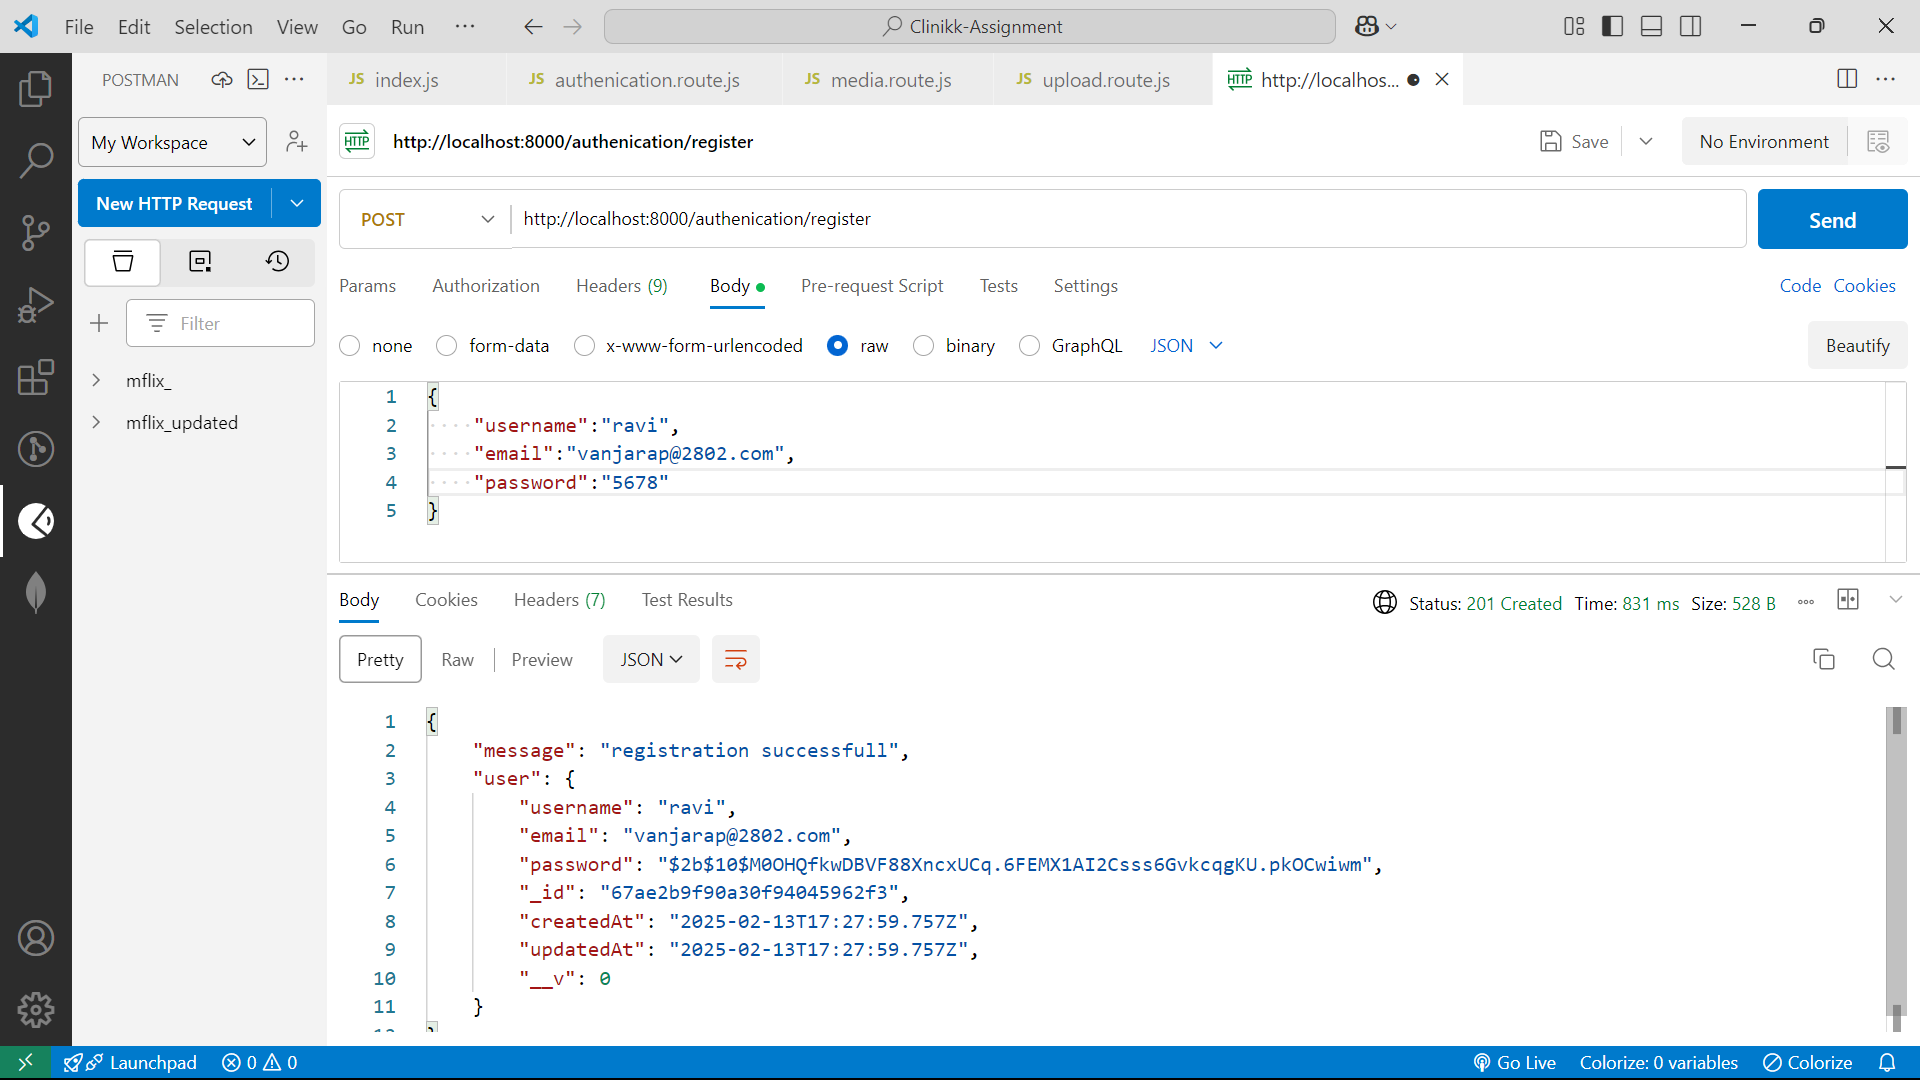 File Edit Selection View Go Run ··· Clinikk-Assignment
POSTMAN ···
JS index.js JS authenication.route.js JS media.route.js JS upload.route.js HTTP http://localhos... ···
My Workspace
HTTP http://localhost:8000/authenication/register Save No Environment
New HTTP Request
POST http://localhost:8000/authenication/register Send
Params Authorization Headers (9) Body Pre-request Script Tests Settings Code Cookies
Filter
none form-data x-www-form-urlencoded raw binary GraphQL JSON Beautify
mflix_
mflix_updated
1 {
2 ····"username":"ravi",
3 ····"email":"vanjarap@2802.com",
4 ····"password":"5678"
5 }
Body Cookies Headers (7) Test Results Status: 201 Created Time: 831 ms Size: 528 B
Pretty Raw Preview JSON
1 {
2 "message": "registration successfull",
3 "user": {
4 "username": "ravi",
5 "email": "vanjarap@2802.com",
6 "password": "$2b$10$M0OHQfkwDBVF88XncxUCq.6FEMX1AI2Csss6GvkcqgKU.pkOCwiwm",
7 "_id": "67ae2b9f90a30f94045962f3",
8 "createdAt": "2025-02-13T17:27:59.757Z",
9 "updatedAt": "2025-02-13T17:27:59.757Z",
10 "__v": 0
11 }
Launchpad 0 0 Go Live Colorize: 0 variables Colorize